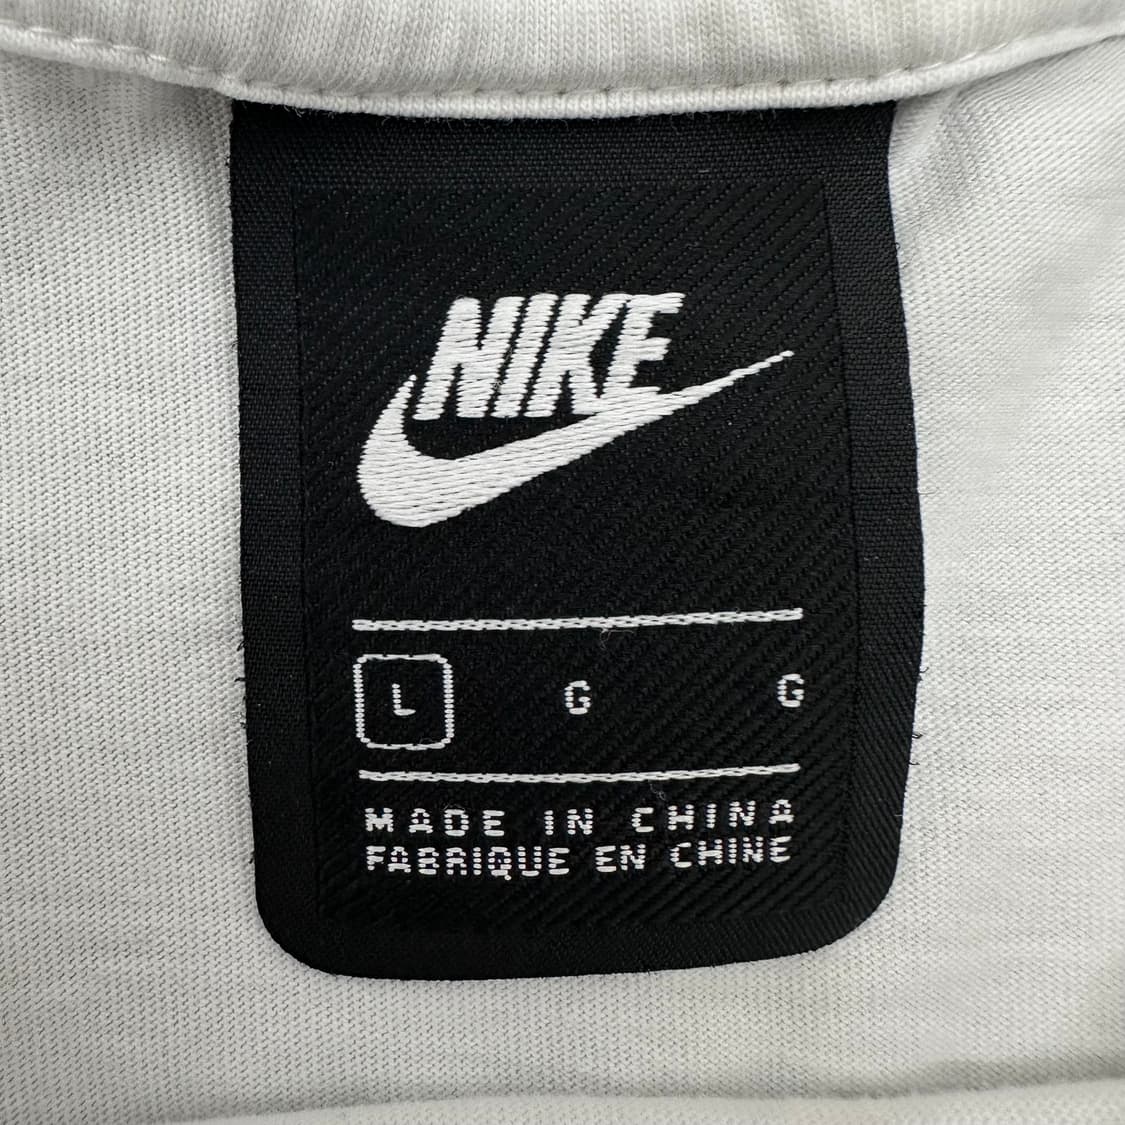 NIKE
L G G
MADE IN CHINA
FABRIQUE EN CHINE